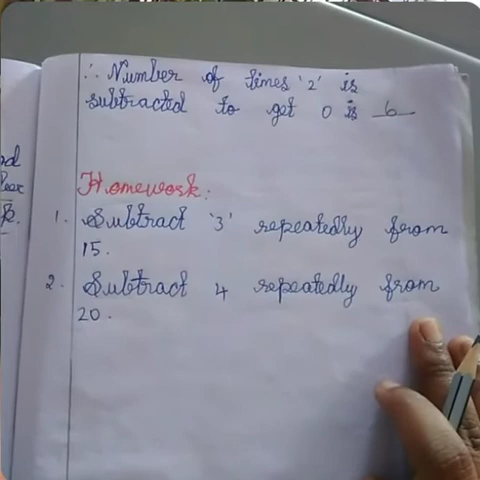 ∴ Number of times '2' is
subtracted to get 0 is 6
Homework:
1. Subtract '3' repeatedly from
15.
2. Subtract 4 repeatedly from
20.